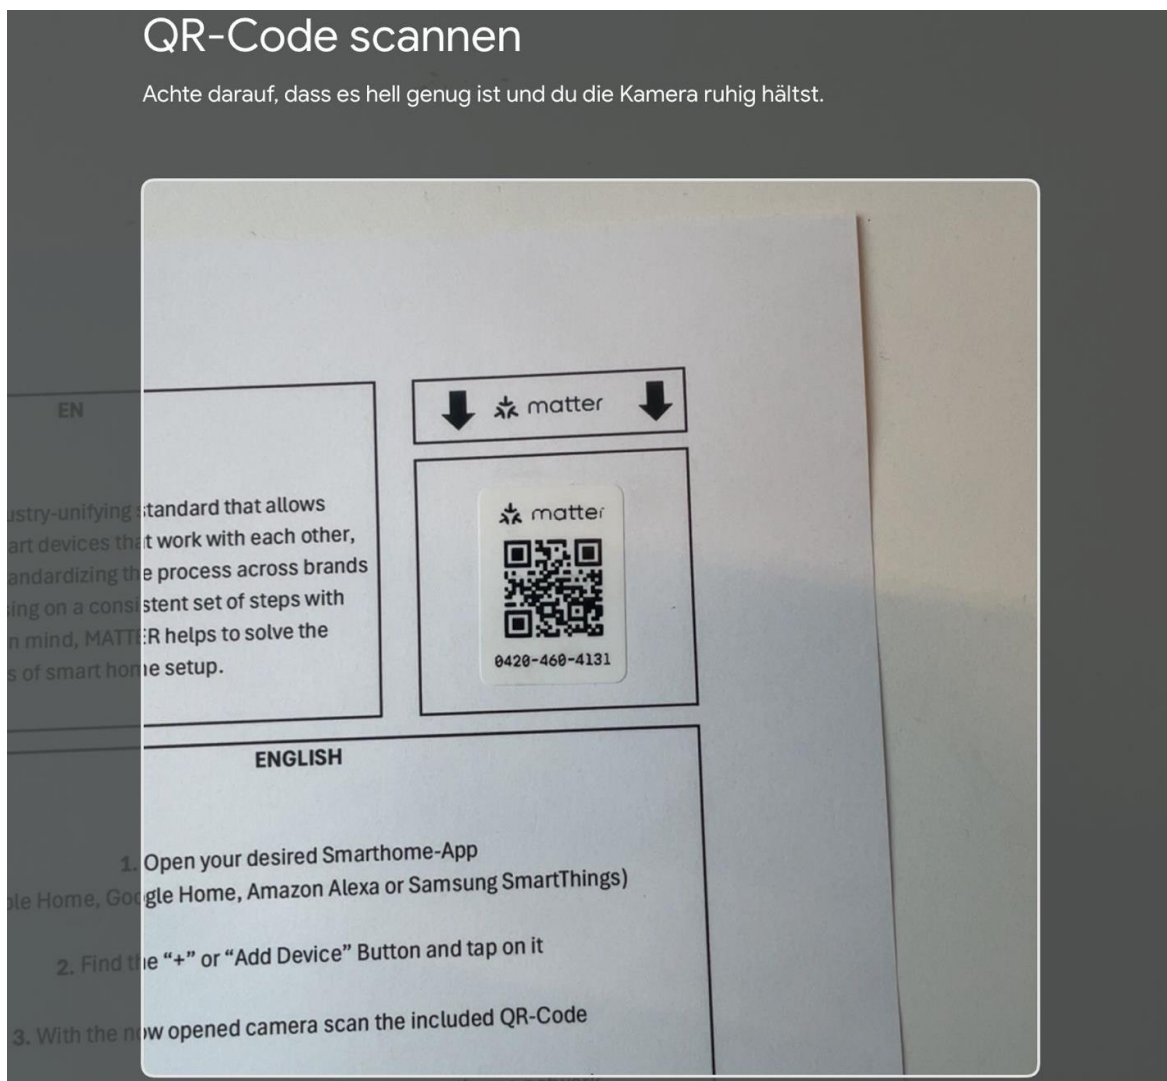 QR-Code scannen
Achte darauf, dass es hell genug ist und du die Kamera ruhig hältst.
EN
matter
ustry-unifying standard that allows
art devices that work with each other,
andardizing the process across brands
sing on a consistent set of steps with
n mind, MATTER helps to solve the
s of smart home setup.
matter
0420-460-4131
ENGLISH
1. Open your desired Smarthome-App
ple Home, Google Home, Amazon Alexa or Samsung SmartThings)
2. Find the “+” or “Add Device” Button and tap on it
3. With the now opened camera scan the included QR-Code